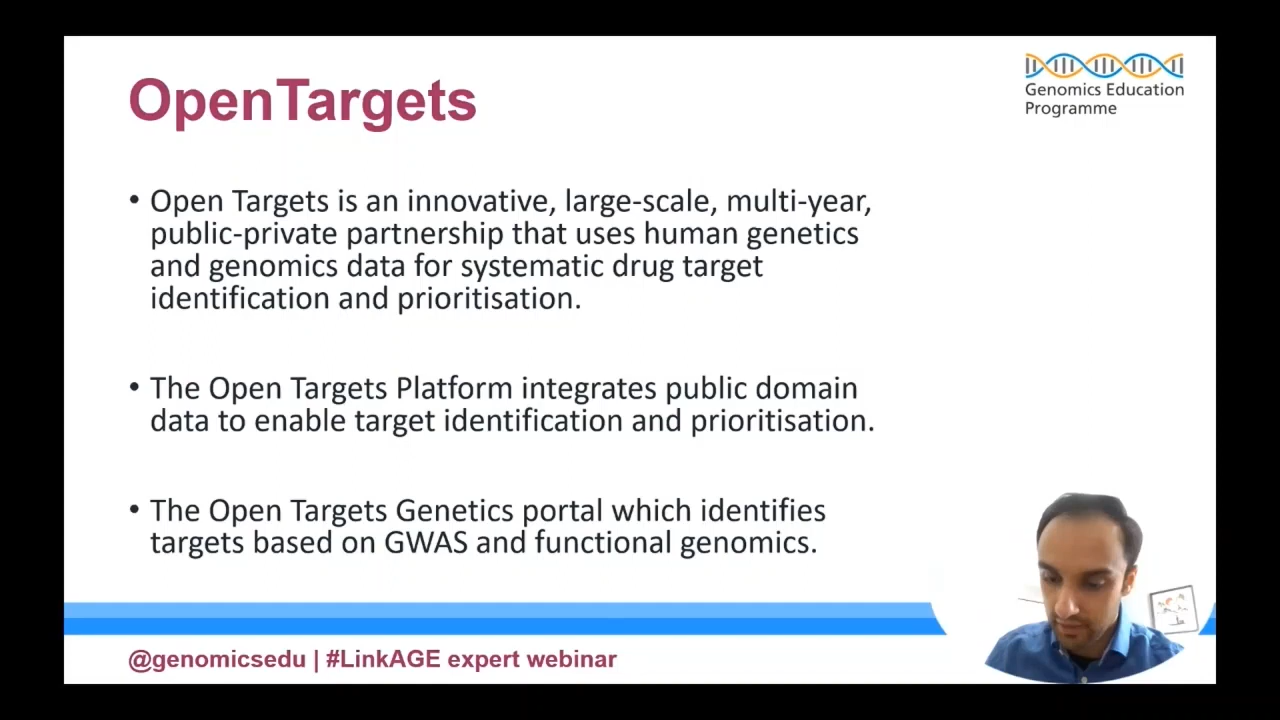 OpenTargets
Genomics Education
Programme
• Open Targets is an innovative, large-scale, multi-year,
public-private partnership that uses human genetics
and genomics data for systematic drug target
identification and prioritisation.
• The Open Targets Platform integrates public domain
data to enable target identification and prioritisation.
• The Open Targets Genetics portal which identifies
targets based on GWAS and functional genomics.
@genomicsedu | #LinkAGE expert webinar